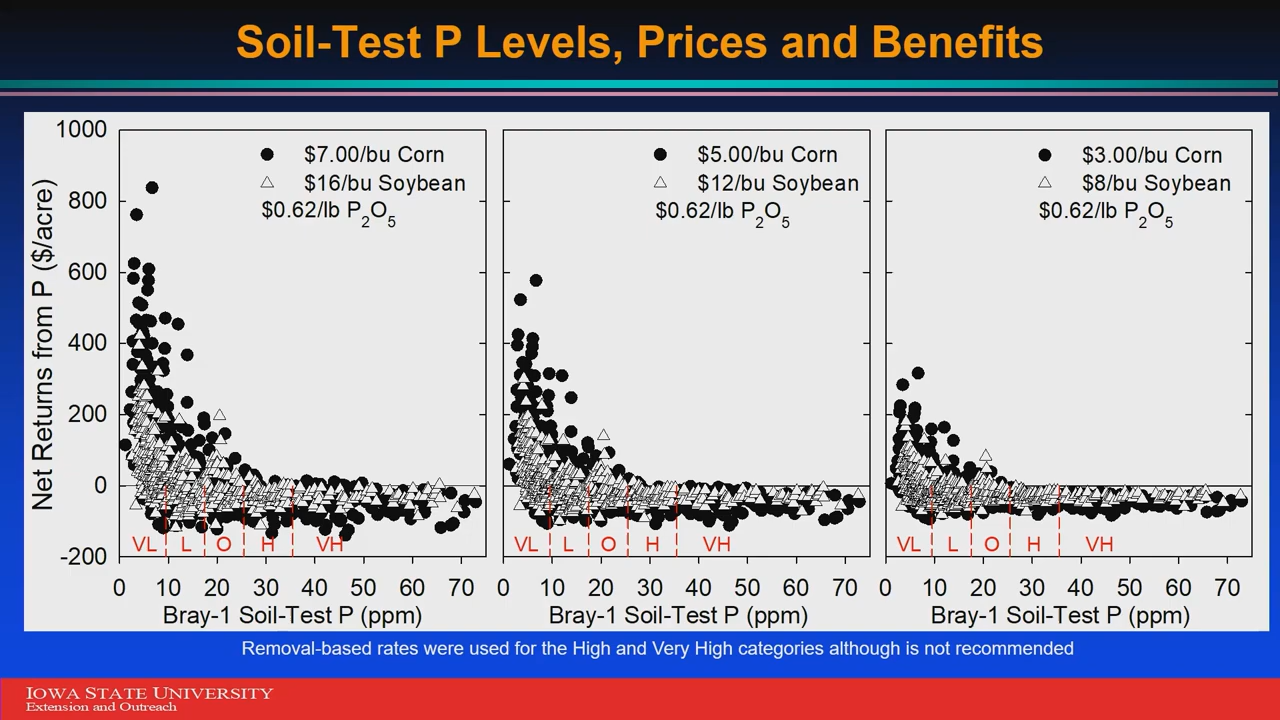 Soil-Test P Levels, Prices and Benefits
Net Returns from P ($/acre)
1000
800
600
400
200
0
-200
$7.00/bu Corn
$16/bu Soybean
$0.62/lb P2O5
VL L O H VH
0 10 20 30 40 50 60 70
Bray-1 Soil-Test P (ppm)
$5.00/bu Corn
$12/bu Soybean
$0.62/lb P2O5
VL L O H VH
0 10 20 30 40 50 60 70
Bray-1 Soil-Test P (ppm)
$3.00/bu Corn
$8/bu Soybean
$0.62/lb P2O5
VL L O H VH
0 10 20 30 40 50 60 70
Bray-1 Soil-Test P (ppm)
Removal-based rates were used for the High and Very High categories although is not recommended
IOWA STATE UNIVERSITY
Extension and Outreach